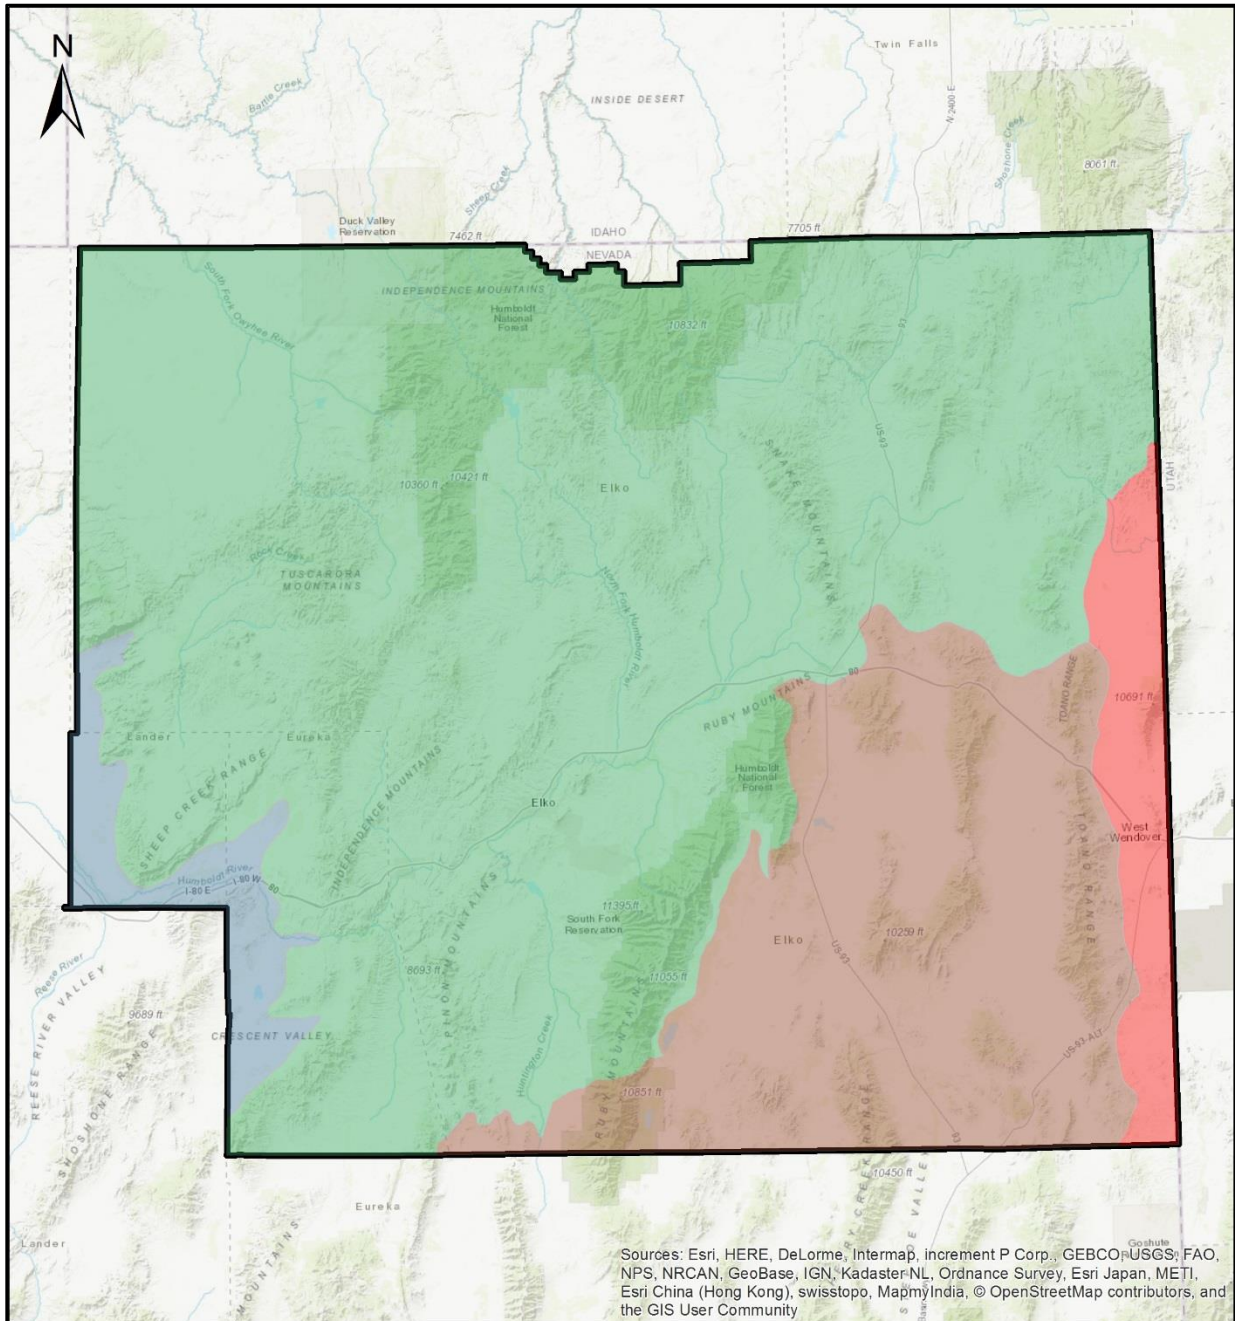 N
Twin Falls
Battle Creek
INSIDE DESERT
N-2400 E
Shoshone Creek
8061 ft
Sheep Creek
Duck Valley
Reservation
7462 ft
IDAHO
NEVADA
7705 ft
South Fork Owyhee River
INDEPENDENCE MOUNTAINS
Humboldt
National
Forest
10832 ft
93
US-93
SNAKE MOUNTAINS
UTAH
10421 ft
10360 ft
Elko
Rock Creek
TUSCARORA
MOUNTAINS
North Fork Humboldt River
80
RUBY MOUNTAINS
TOANO RANGE
10691 ft
Lander
Eureka
SHEEP CREEK RANGE
INDEPENDENCE MOUNTAINS
Humboldt
National
Forest
Elko
West
Wendover
TOANO RANGE
Humboldt River
I-80 E
I-80 W
80
11395 ft
South Fork
Reservation
PINON MOUNTAINS
Elko
10259 ft
US-93
8693 ft
11055 ft
Reese River
REESE RIVER VALLEY
9689 ft
SHOSHONE RANGE
CRESCENT VALLEY
Huntington Creek
RUBY MOUNTAINS
10851 ft
US-93-ALT
93
10450 ft
Eureka
Lander
MOUNTAINS
Goshute
Sources: Esri, HERE, DeLorme, Intermap, increment P Corp., GEBCO, USGS, FAO,
NPS, NRCAN, GeoBase, IGN, Kadaster NL, Ordnance Survey, Esri Japan, METI,
Esri China (Hong Kong), swisstopo, MapmyIndia, © OpenStreetMap contributors, and
the GIS User Community